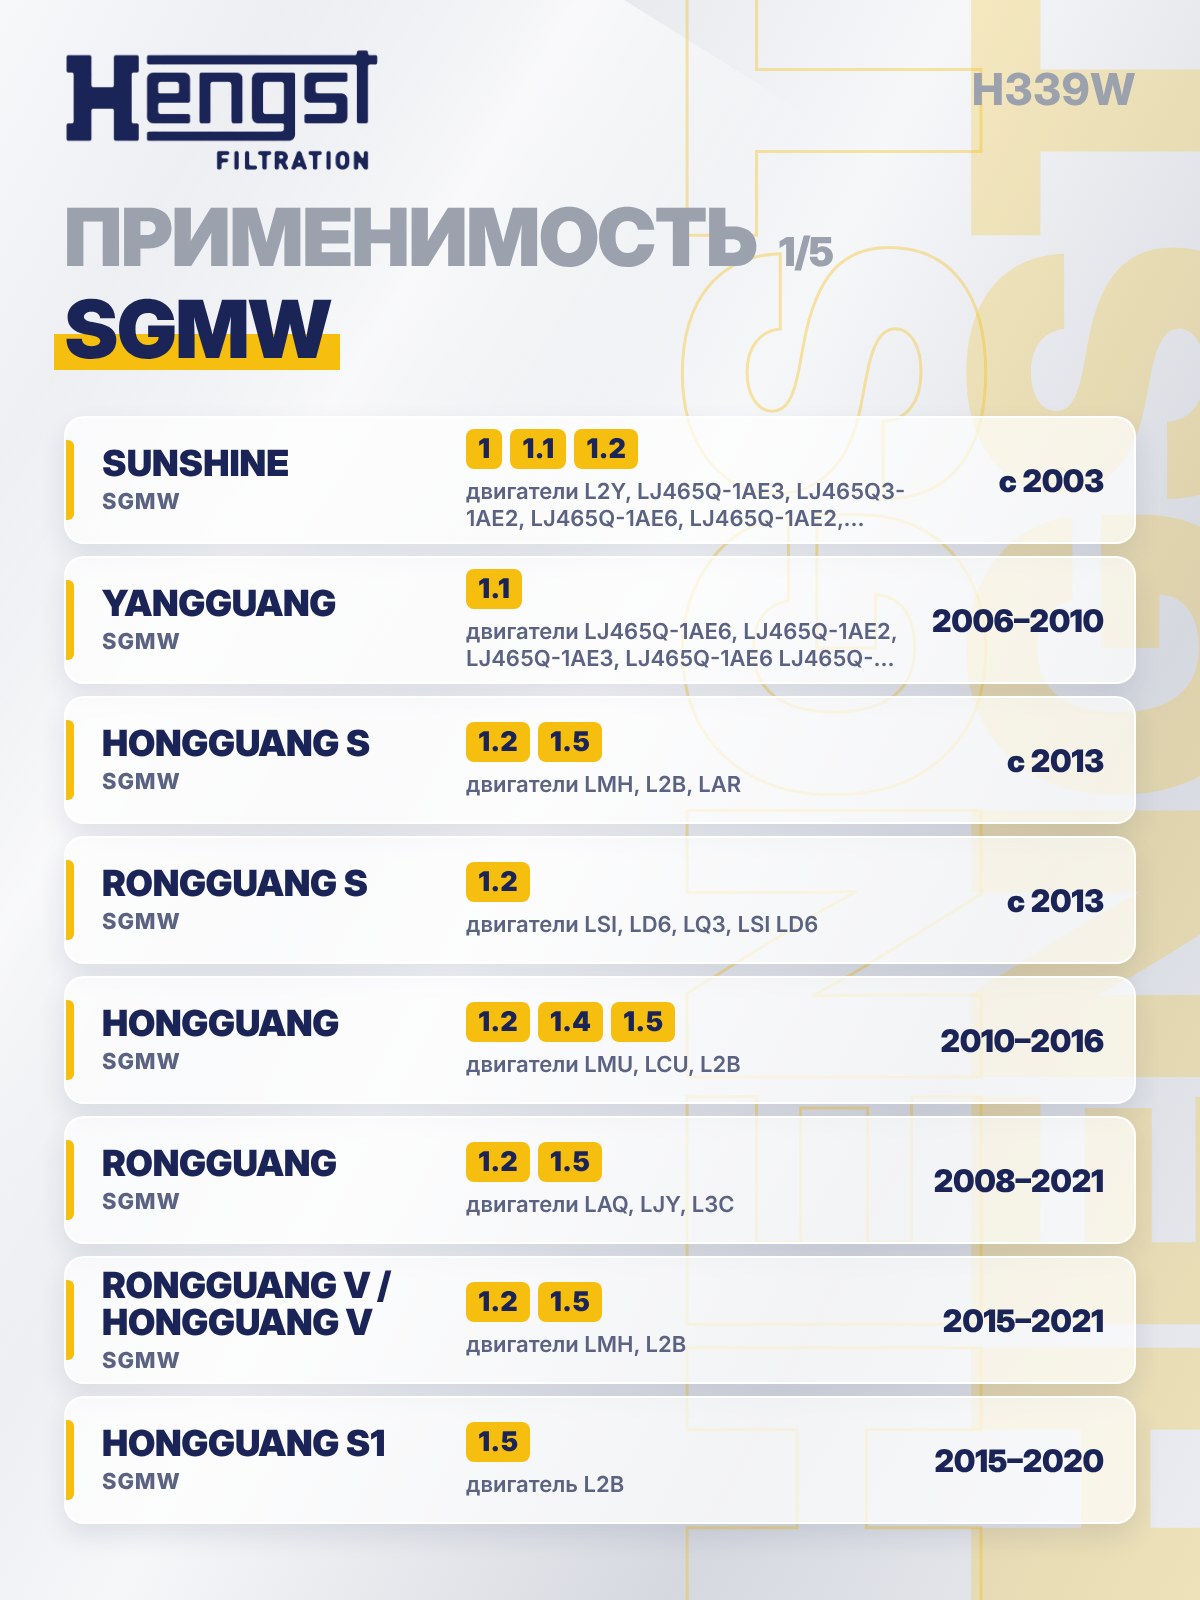 Hengst
FILTRATION
H339W
ПРИМЕНИМОСТЬ 1/5
SGMW
SUNSHINE
SGMW
1 1.1 1.2
двигатели L2Y, LJ465Q-1AE3, LJ465Q3-
1AE2, LJ465Q-1AE6, LJ465Q-1AE2,...
с 2003
YANGGUANG
SGMW
1.1
двигатели LJ465Q-1AE6, LJ465Q-1AE2,
LJ465Q-1AE3, LJ465Q-1AE6 LJ465Q-...
2006–2010
HONGGUANG S
SGMW
1.2 1.5
двигатели LMH, L2B, LAR
с 2013
RONGGUANG S
SGMW
1.2
двигатели LSI, LD6, LQ3, LSI LD6
с 2013
HONGGUANG
SGMW
1.2 1.4 1.5
двигатели LMU, LCU, L2B
2010–2016
RONGGUANG
SGMW
1.2 1.5
двигатели LAQ, LJY, L3C
2008–2021
RONGGUANG V /
HONGGUANG V
SGMW
1.2 1.5
двигатели LMH, L2B
2015–2021
HONGGUANG S1
SGMW
1.5
двигатель L2B
2015–2020
HENGST
HENGST